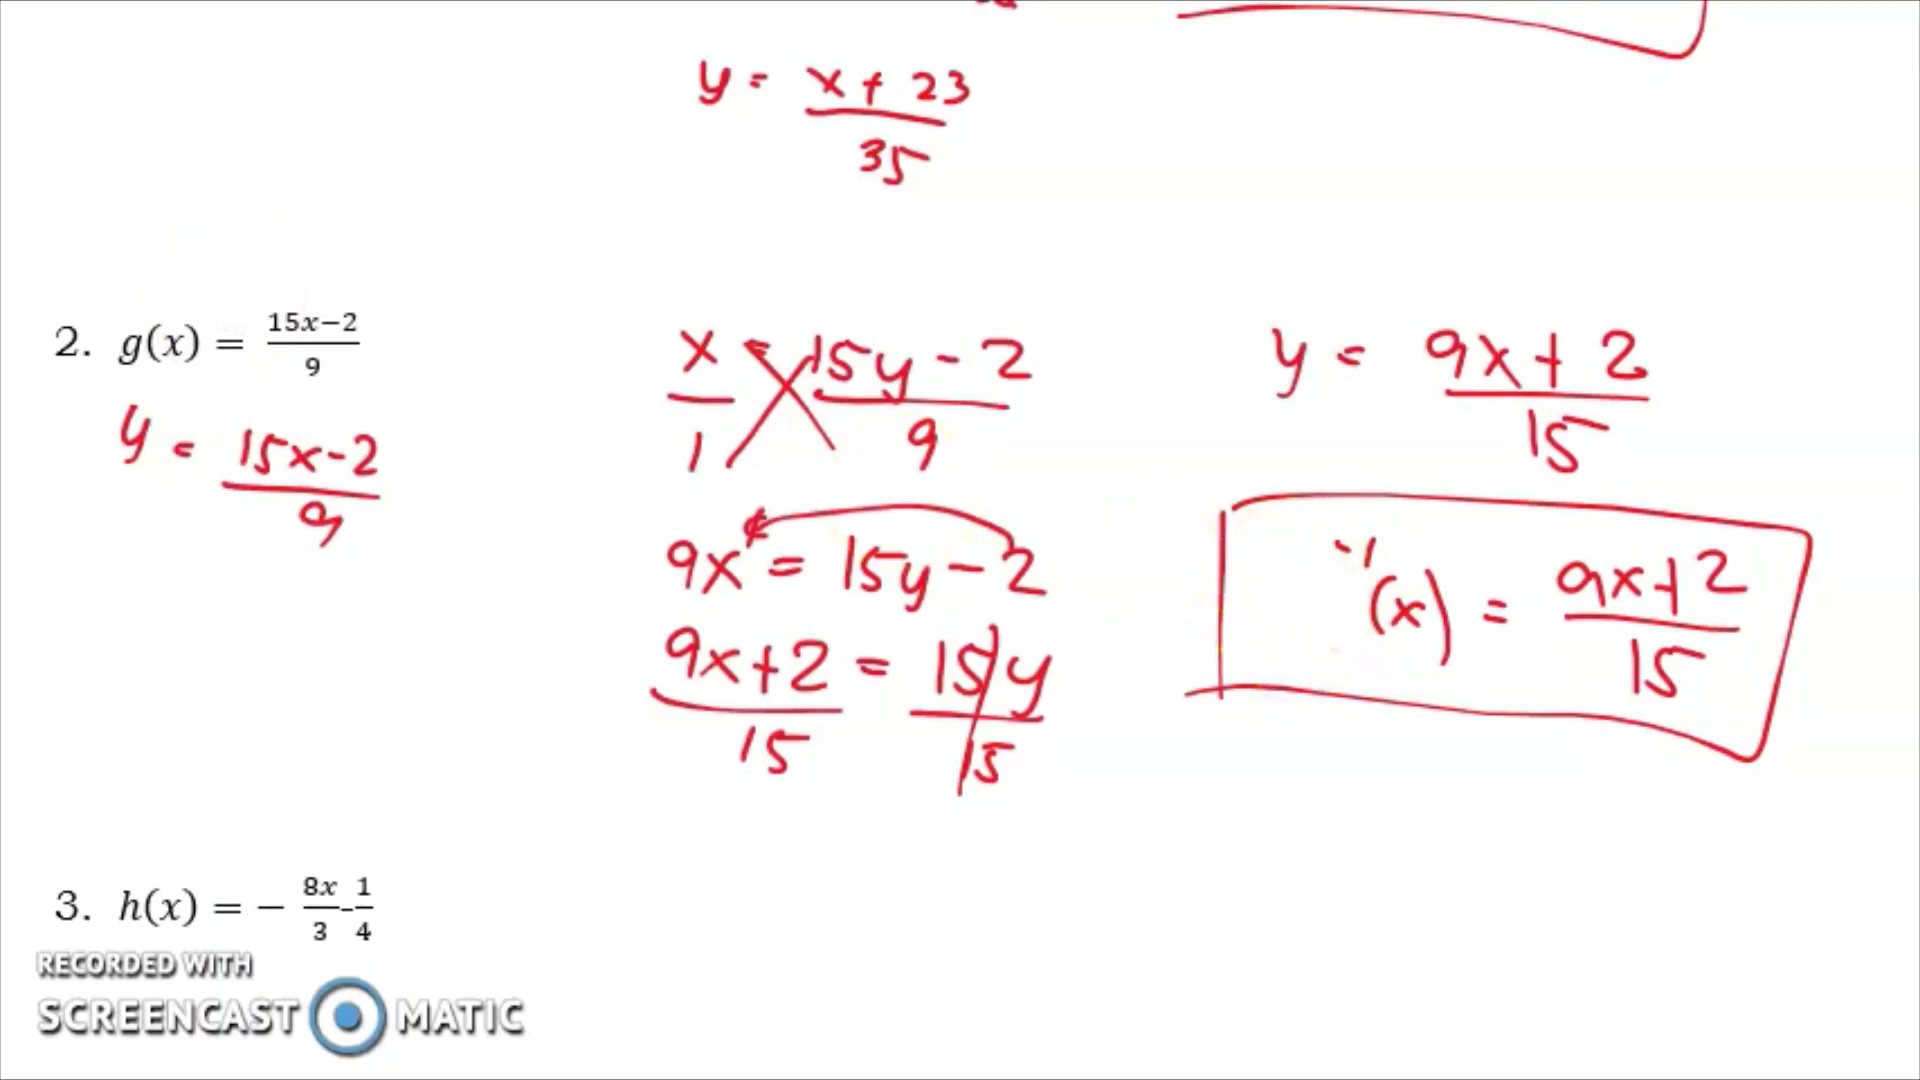 y = x + 23
35
2. g(x) = 15x−2
9
y = 15x-2
9
x = 15y - 2
1 9
9x = 15y - 2
9x+2 = 15y
15 15
y = 9x+2
15
-1(x) = 9x+2
15
3. h(x) = − 8x - 1
3 4
RECORDED WITH
SCREENCAST MATIC